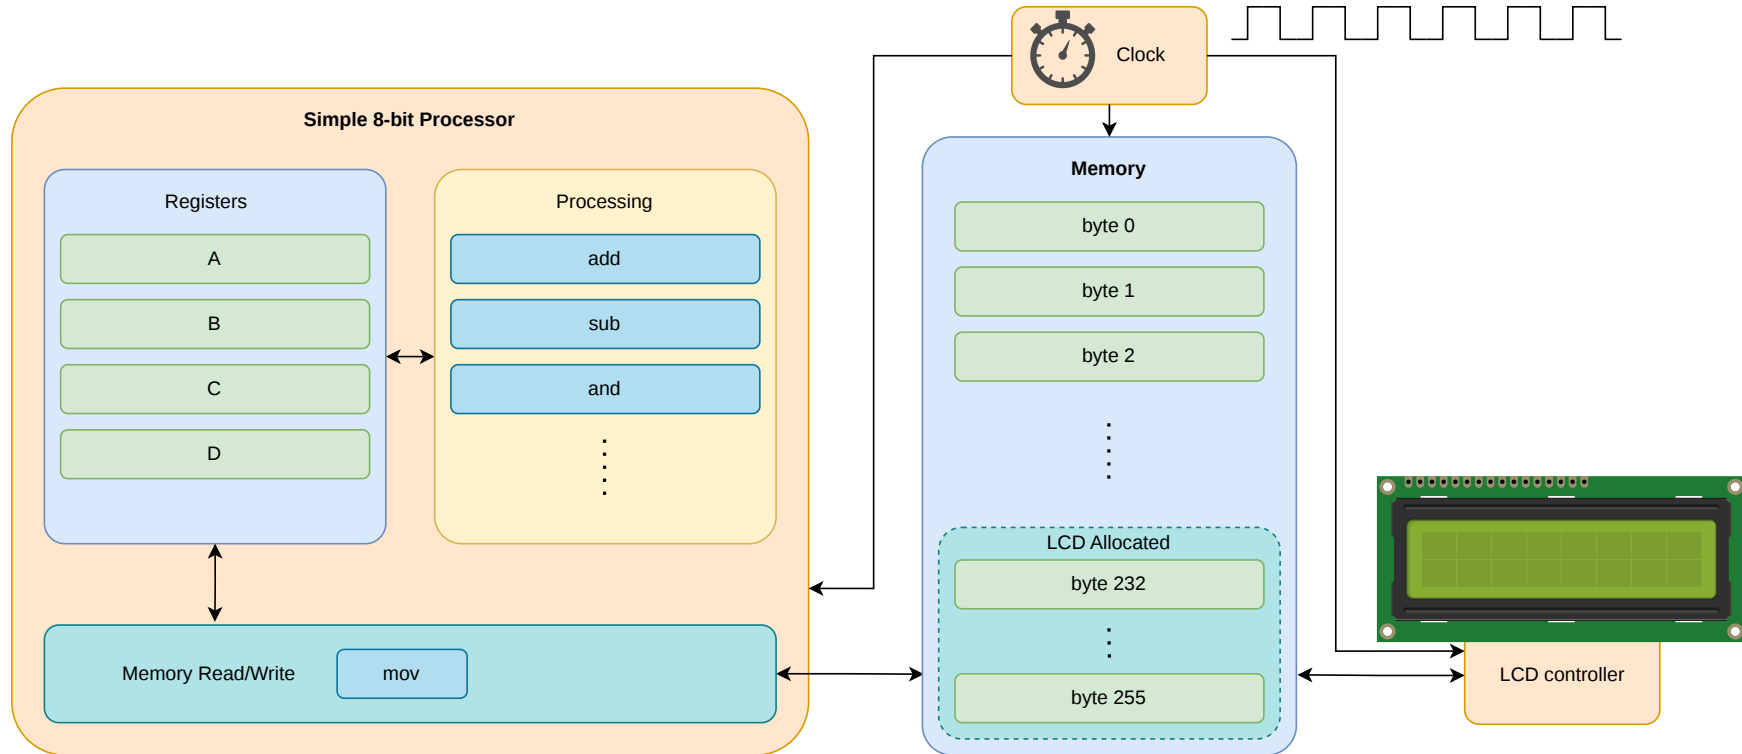 Clock
Simple 8-bit Processor
Registers
A
B
C
D
Processing
add
sub
and
Memory Read/Write
mov
Memory
byte 0
byte 1
byte 2
LCD Allocated
byte 232
byte 255
LCD controller